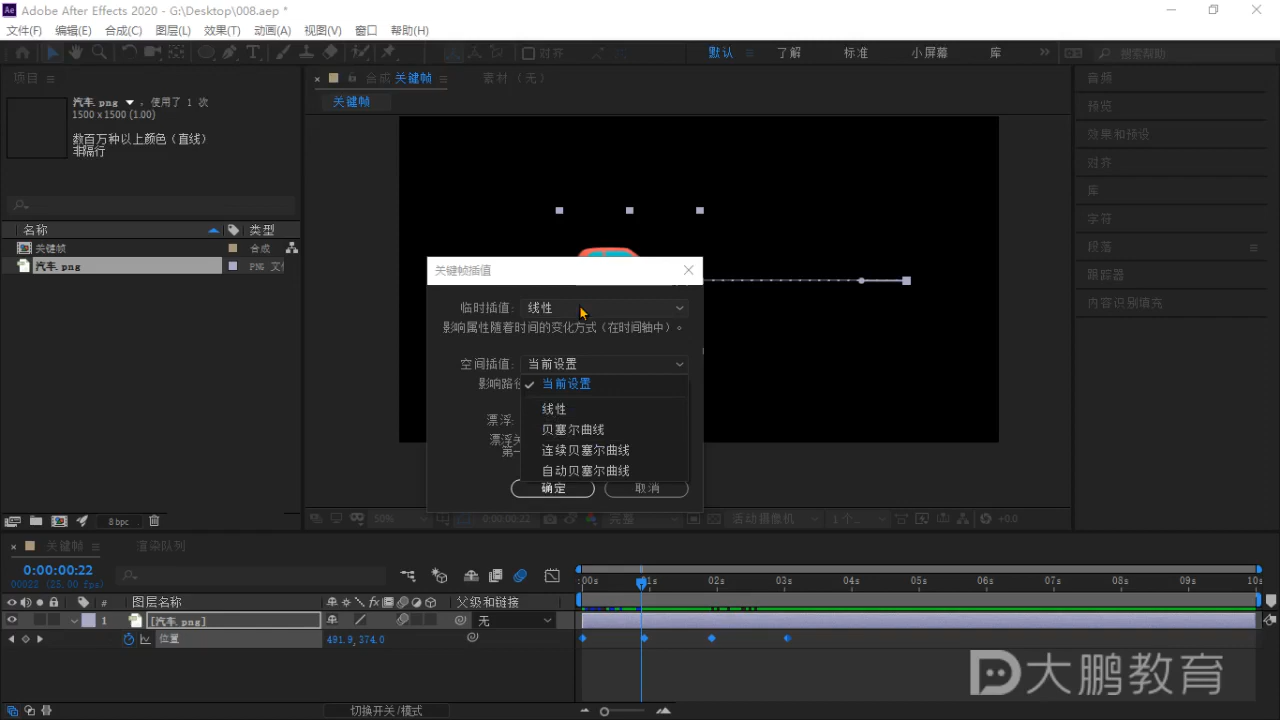 Adobe After Effects 2020 - G:\Desktop\008.aep *
文件(F) 编辑(E) 合成(C) 图层(L) 效果(T) 动画(A) 视图(V) 窗口 帮助(H)
对齐 默认 了解 标准 小屏幕 库 搜索帮助
项目
合成 关键帧 素材 (无)
关键帧
汽车.png ，使用了 1 次
1500 x 1500 (1.00)
数百万种以上颜色 (直线)
非隔行
名称 类型
关键帧 合成
汽车.png PNG 文
8 bpc
关键帧插值
临时插值: 线性
影响属性随着时间的变化方式(在时间轴中)。
空间插值: 当前设置
影响路径
当前设置
线性
贝塞尔曲线
连续贝塞尔曲线
自动贝塞尔曲线
漂浮:
漂浮关
第一
确定 取消
50% 0:00:00:22 完整 活动摄像机 1个... +0.0
音频
预览
效果和预设
对齐
库
字符
段落
跟踪器
内容识别填充
关键帧 渲染队列
0:00:00:22
00022 (25.00 fps)
# 图层名称 父级和链接
1 [汽车.png] 无
位置 491.9, 374.0
:00s 01s 02s 03s 04s 05s 06s 07s 08s 09s 10s
切换开关/模式
大鹏教育